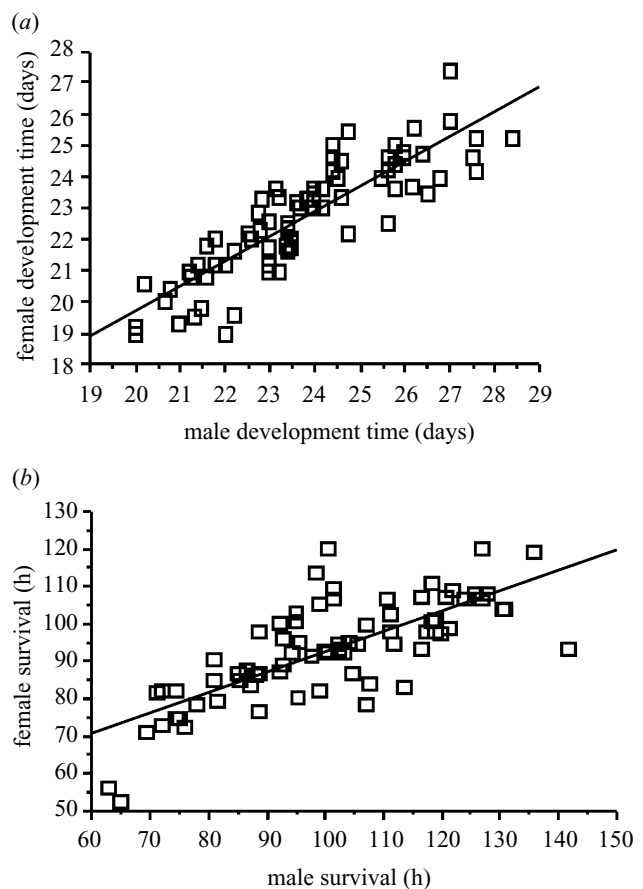 (a)
28
27
26
25
24
23
22
21
20
19
18
female development time (days)
19 20 21 22 23 24 25 26 27 28 29
male development time (days)
(b)
130
120
110
100
90
80
70
60
50
female survival (h)
60 70 80 90 100 110 120 130 140 150
male survival (h)